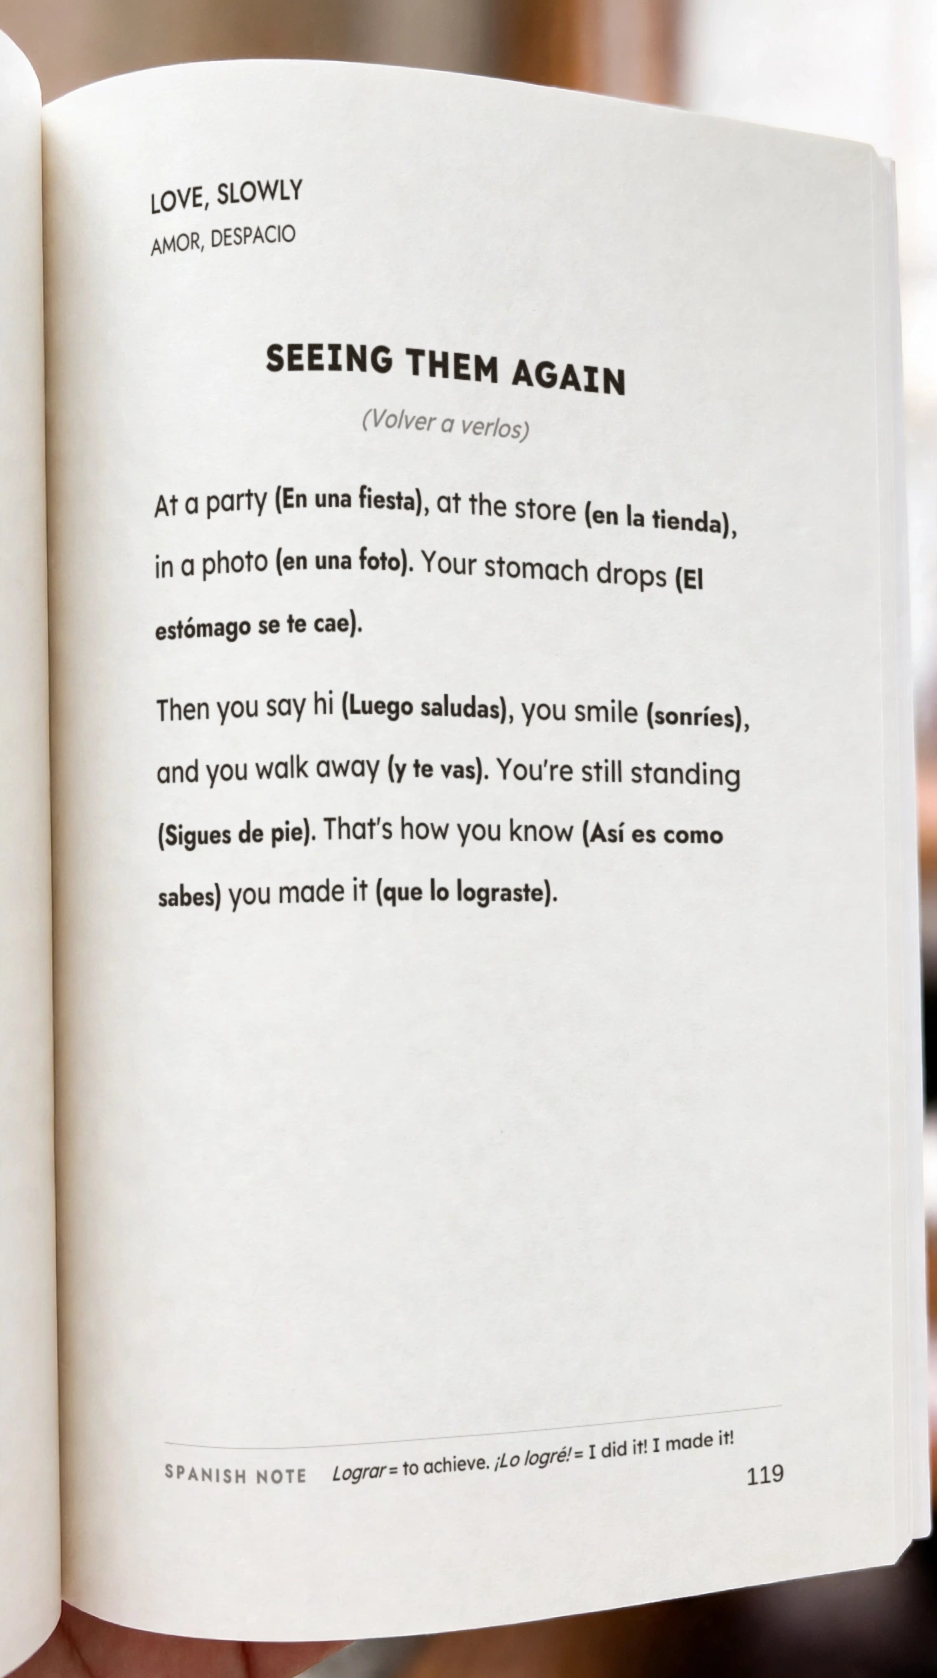 LOVE, SLOWLY
AMOR, DESPACIO
SEEING THEM AGAIN
(Volver a verlos)
At a party (En una fiesta), at the store (en la tienda),
in a photo (en una foto). Your stomach drops (El
estómago se te cae).
Then you say hi (Luego saludas), you smile (sonríes),
and you walk away (y te vas). You're still standing
(Sigues de pie). That's how you know (Así es como
sabes) you made it (que lo lograste).
SPANISH NOTE Lograr = to achieve. ¡Lo logré! = I did it! I made it!
119